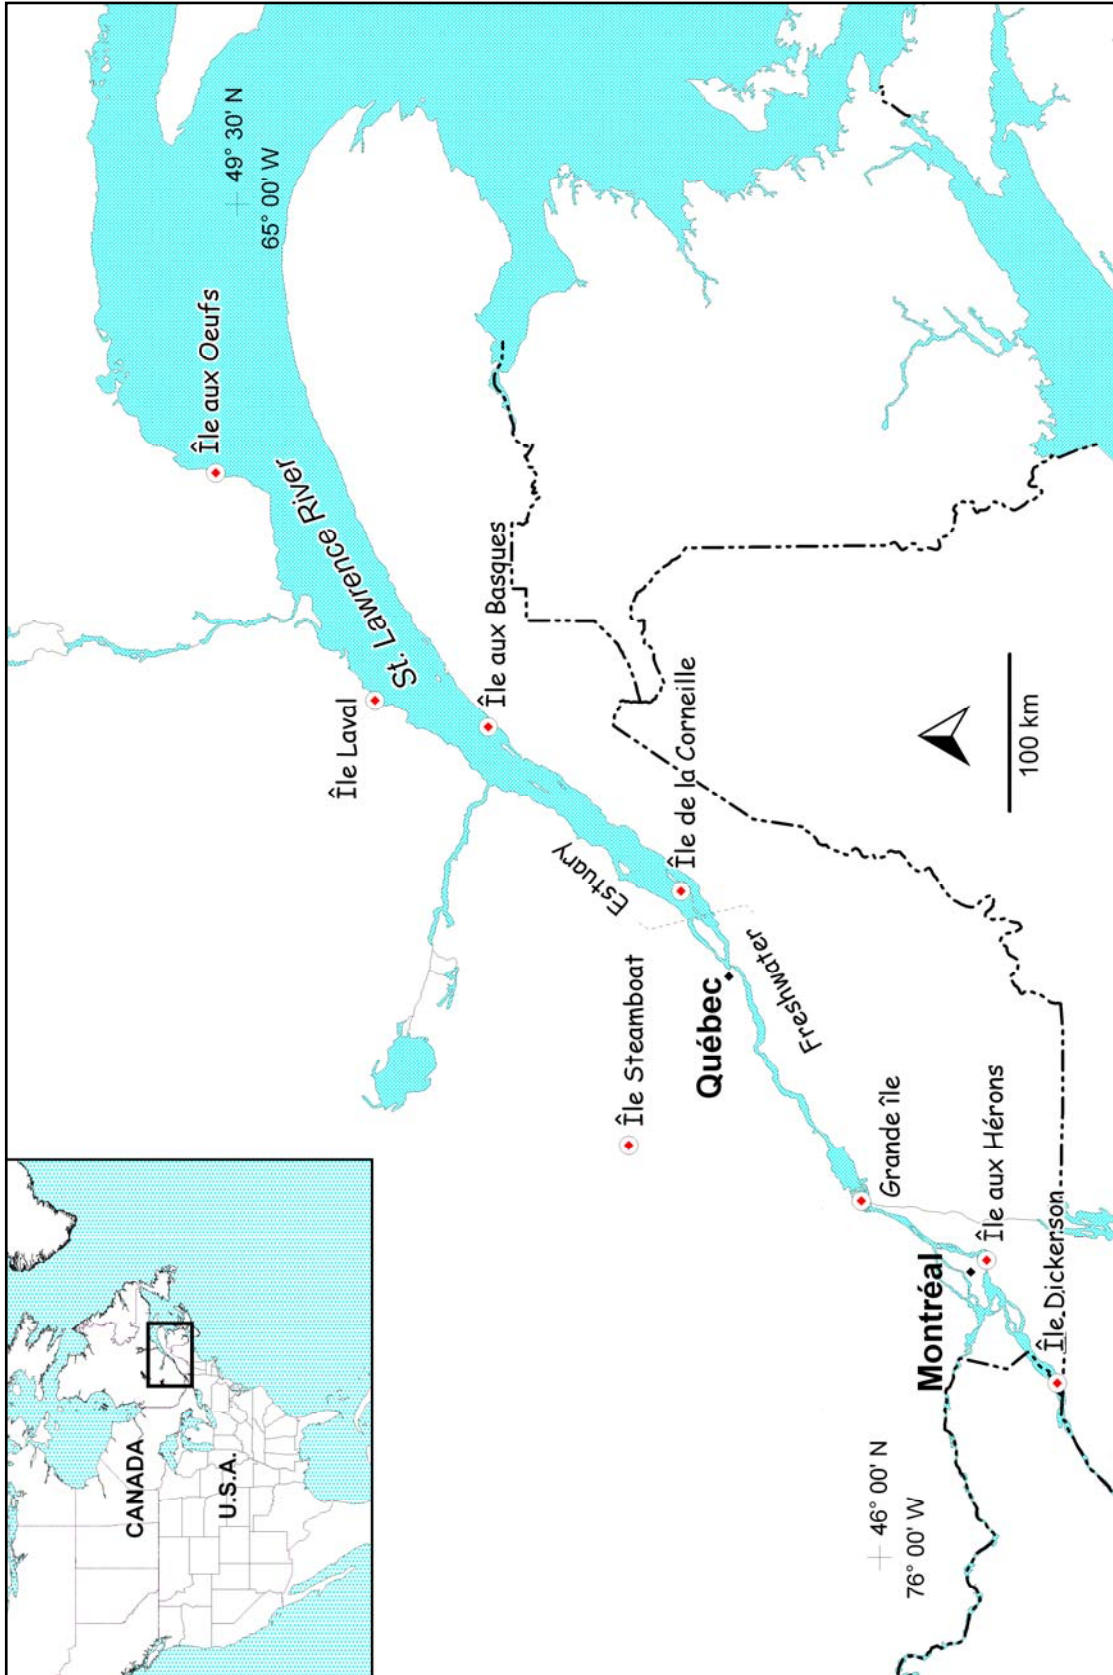 CANADA
U.S.A.
49° 30' N
65° 00' W
Île aux Oeufs
St. Lawrence River
Île Laval
Île aux Basques
Estuary
Île de la Corneille
Île Steamboat
Québec
Freshwater
Grande île
Île aux Hérons
Montréal
Île Dickenson
46° 00' N
76° 00' W
100 km